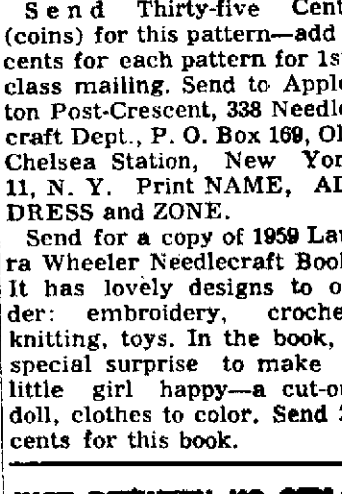 Send Thirty-five Cent
(coins) for this pattern—add
cents for each pattern for 1s
class mailing. Send to Apple
ton Post-Crescent, 338 Needle
craft Dept., P. O. Box 169, Ol
Chelsea Station, New Yor
11, N. Y. Print NAME, AD
DRESS and ZONE.
Send for a copy of 1959 Lau
ra Wheeler Needlecraft Book
It has lovely designs to o
der: embroidery, croche
knitting, toys. In the book,
special surprise to make
little girl happy—a cut-ou
doll, clothes to color. Send 2
cents for this book.